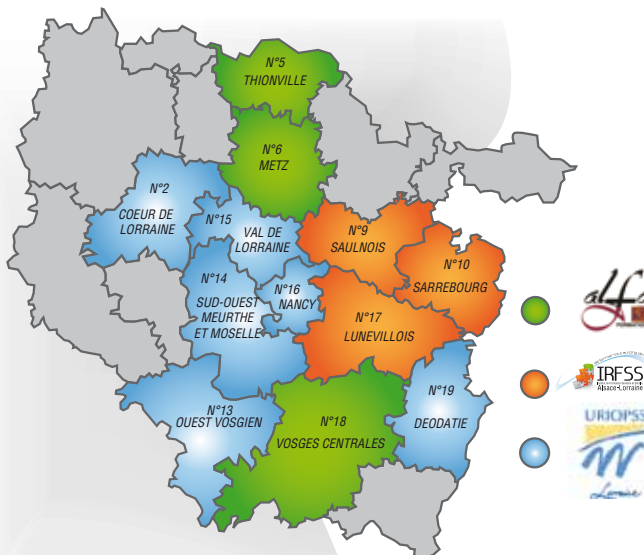 N°5
THIONVILLE
N°6
METZ
N°2
COEUR DE
LORRAINE
N°15
VAL DE
LORRAINE
N°9
SAULNOIS
N°10
SARREBOURG
N°14
SUD-OUEST
MEURTHE
ET MOSELLE
N°16
NANCY
N°17
LUNEVILLOIS
N°13
OUEST VOSGIEN
N°18
VOSGES CENTRALES
N°19
DEODATIE
IRFSS
Alsace-Lorraine
URIOPSS
Lorraine